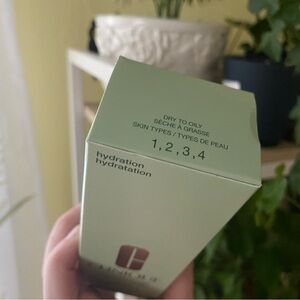 DRY TO OILY
SÈCHE À GRASSE
SKIN TYPES / TYPES DE PEAU
1, 2, 3, 4
hydration
hydratation